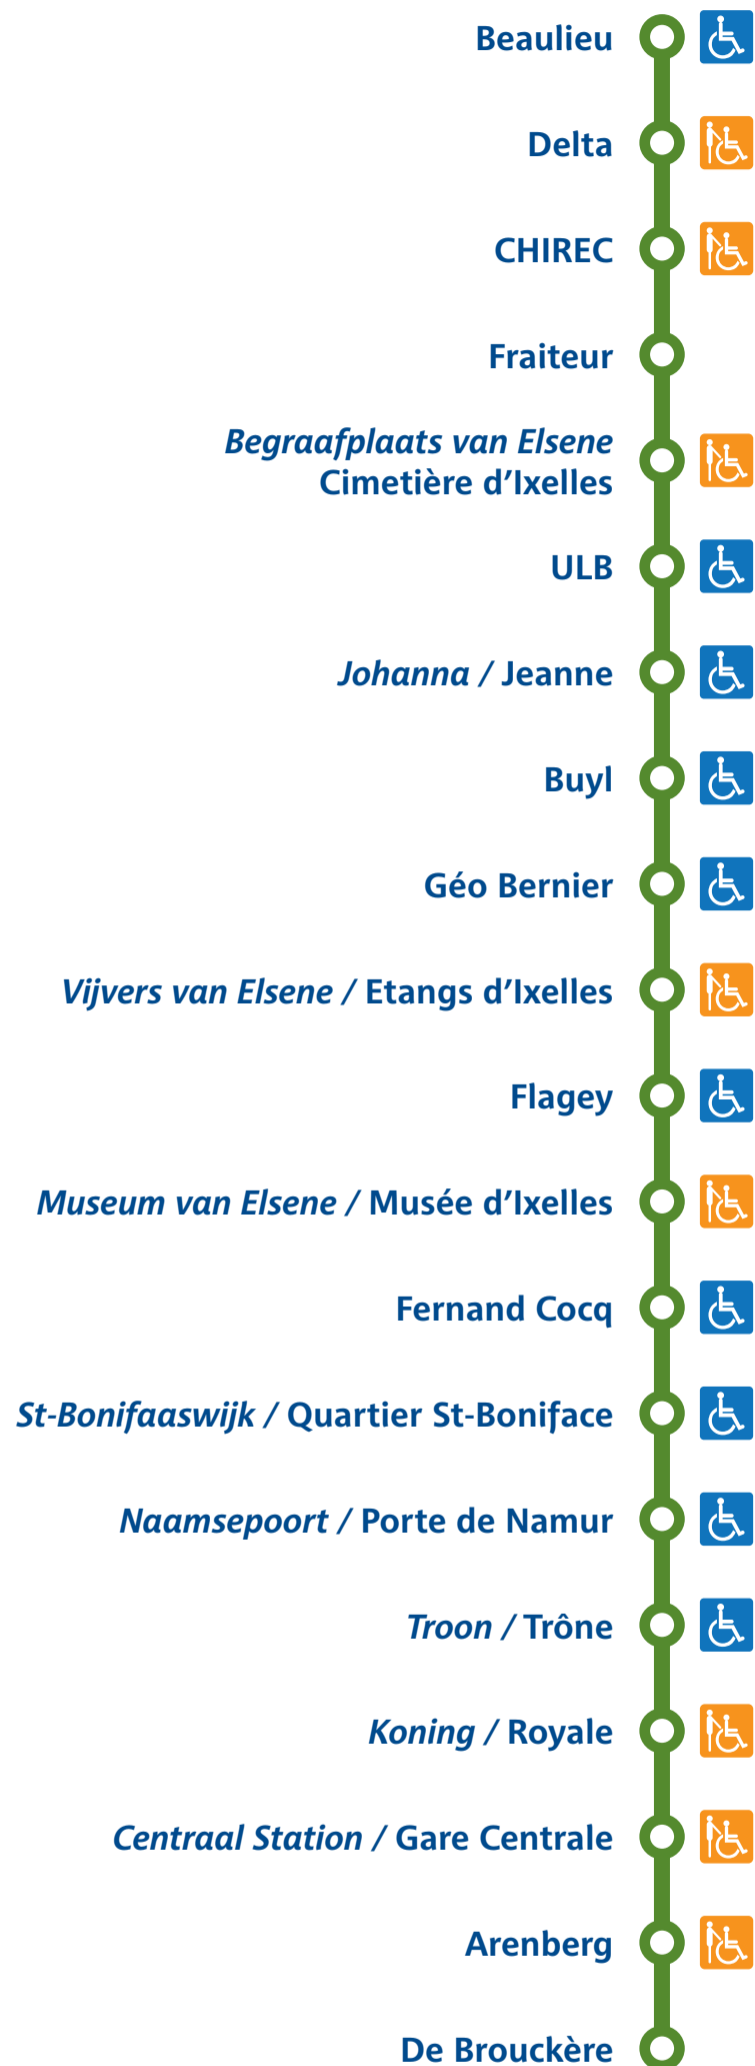 Beaulieu
Delta
CHIREC
Fraiteur
Begraafplaats van Elsene
Cimetière d’Ixelles
ULB
Johanna / Jeanne
Buyl
Géo Bernier
Vijvers van Elsene / Etangs d’Ixelles
Flagey
Museum van Elsene / Musée d’Ixelles
Fernand Cocq
St-Bonifaaswijk / Quartier St-Boniface
Naamsepoort / Porte de Namur
Troon / Trône
Koning / Royale
Centraal Station / Gare Centrale
Arenberg
De Brouckère